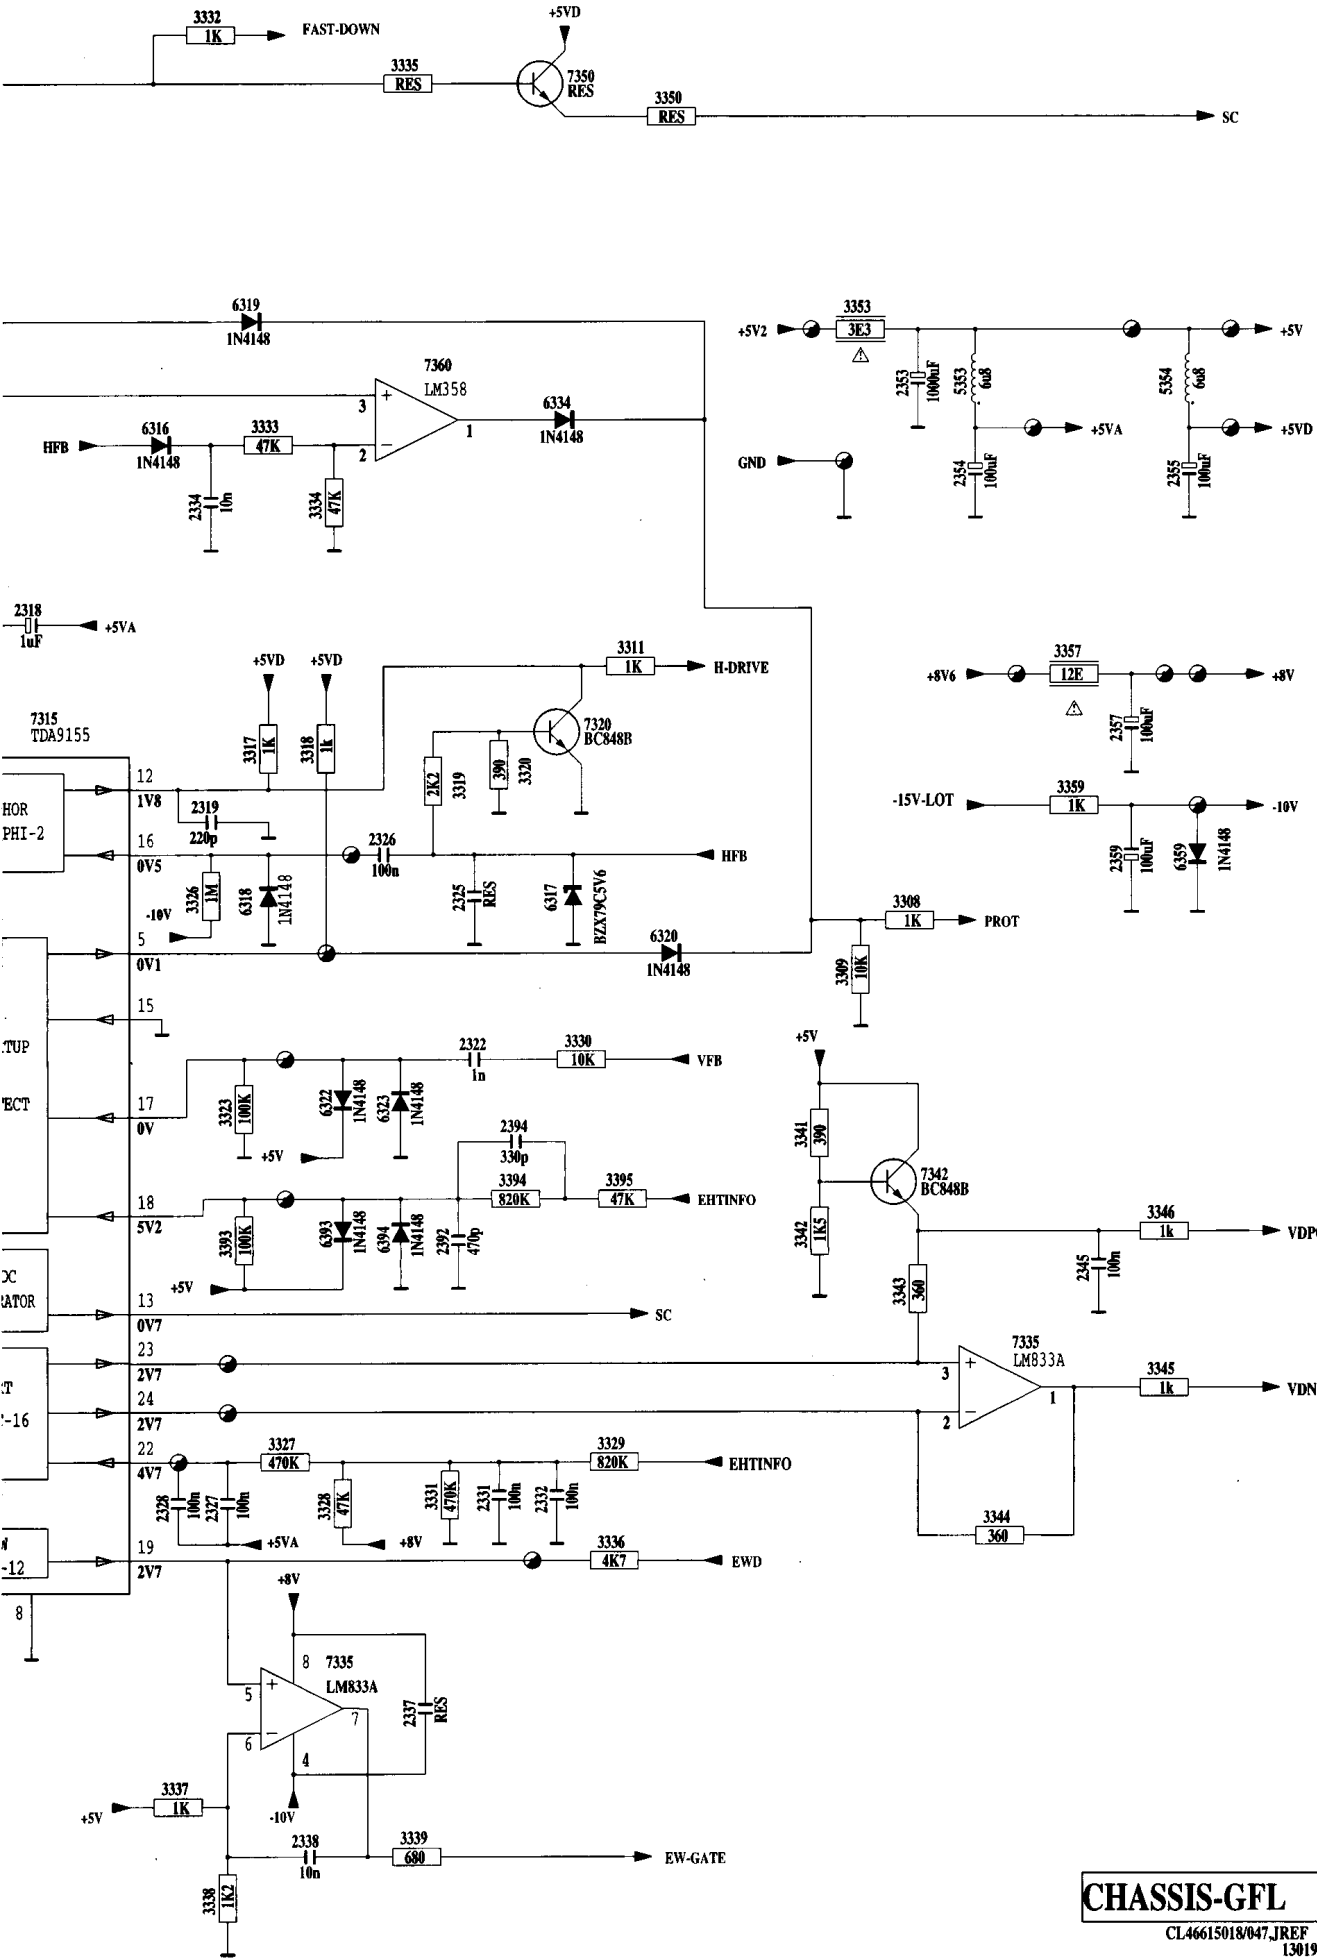 3332
1K
FAST-DOWN
+5VD
3335
RES
7350
RES
3350
RES
SC
6319
1N4148
+5V2
3353
3E3
+5V
7360
LM358
2353
1000uF
5353
6u8
5354
6u8
3
+
6334
1N4148
1
HFB
6316
1N4148
3333
47K
2
−
+5VA
+5VD
2334
10n
3334
47K
GND
2354
100uF
2355
100uF
2318
1uF
+5VA
+5VD
+5VD
3311
1K
H-DRIVE
+8V6
3357
12E
+8V
7315
TDA9155
3317
1K
3318
1k
7320
BC848B
2357
100uF
2K2
3319
390
3320
12
1V8
HOR
PHI-2
2319
220p
-15V-LOT
3359
1K
-10V
16
0V5
2326
100n
HFB
2359
100uF
6359
1N4148
3326
1M
-10V
6318
1N4148
2325
RES
6317
BZX79C5V6
3308
1K
PROT
5
0V1
6320
1N4148
3309
10K
15
TUP
+5V
2322
1n
3330
10K
VFB
TECT
17
0V
3323
100K
6322
1N4148
6323
1N4148
+5V
2394
330p
3341
390
7342
BC848B
3394
820K
3395
47K
EHTINFO
18
5V2
3393
100K
6393
1N4148
6394
1N4148
2392
470p
3342
1K5
3346
1k
2345
100n
+5V
3343
360
13
0V7
SC
ATOR
23
2V7
7335
LM833A
3
+
3345
1k
VDN
1
24
2V7
-16
2
−
22
4V7
3327
470K
3329
820K
EHTINFO
2328
100n
2327
100n
3328
47K
3331
470K
2331
100n
2332
100n
3344
360
+5VA
+8V
19
2V7
3336
4K7
EWD
-12
+8V
8
8
7335
LM833A
5
+
7
2337
RES
6
−
4
3337
1K
+5V
-10V
2338
10n
3339
680
EW-GATE
3338
1K2
CHASSIS-GFL
CL46615018/047,JREF
13019